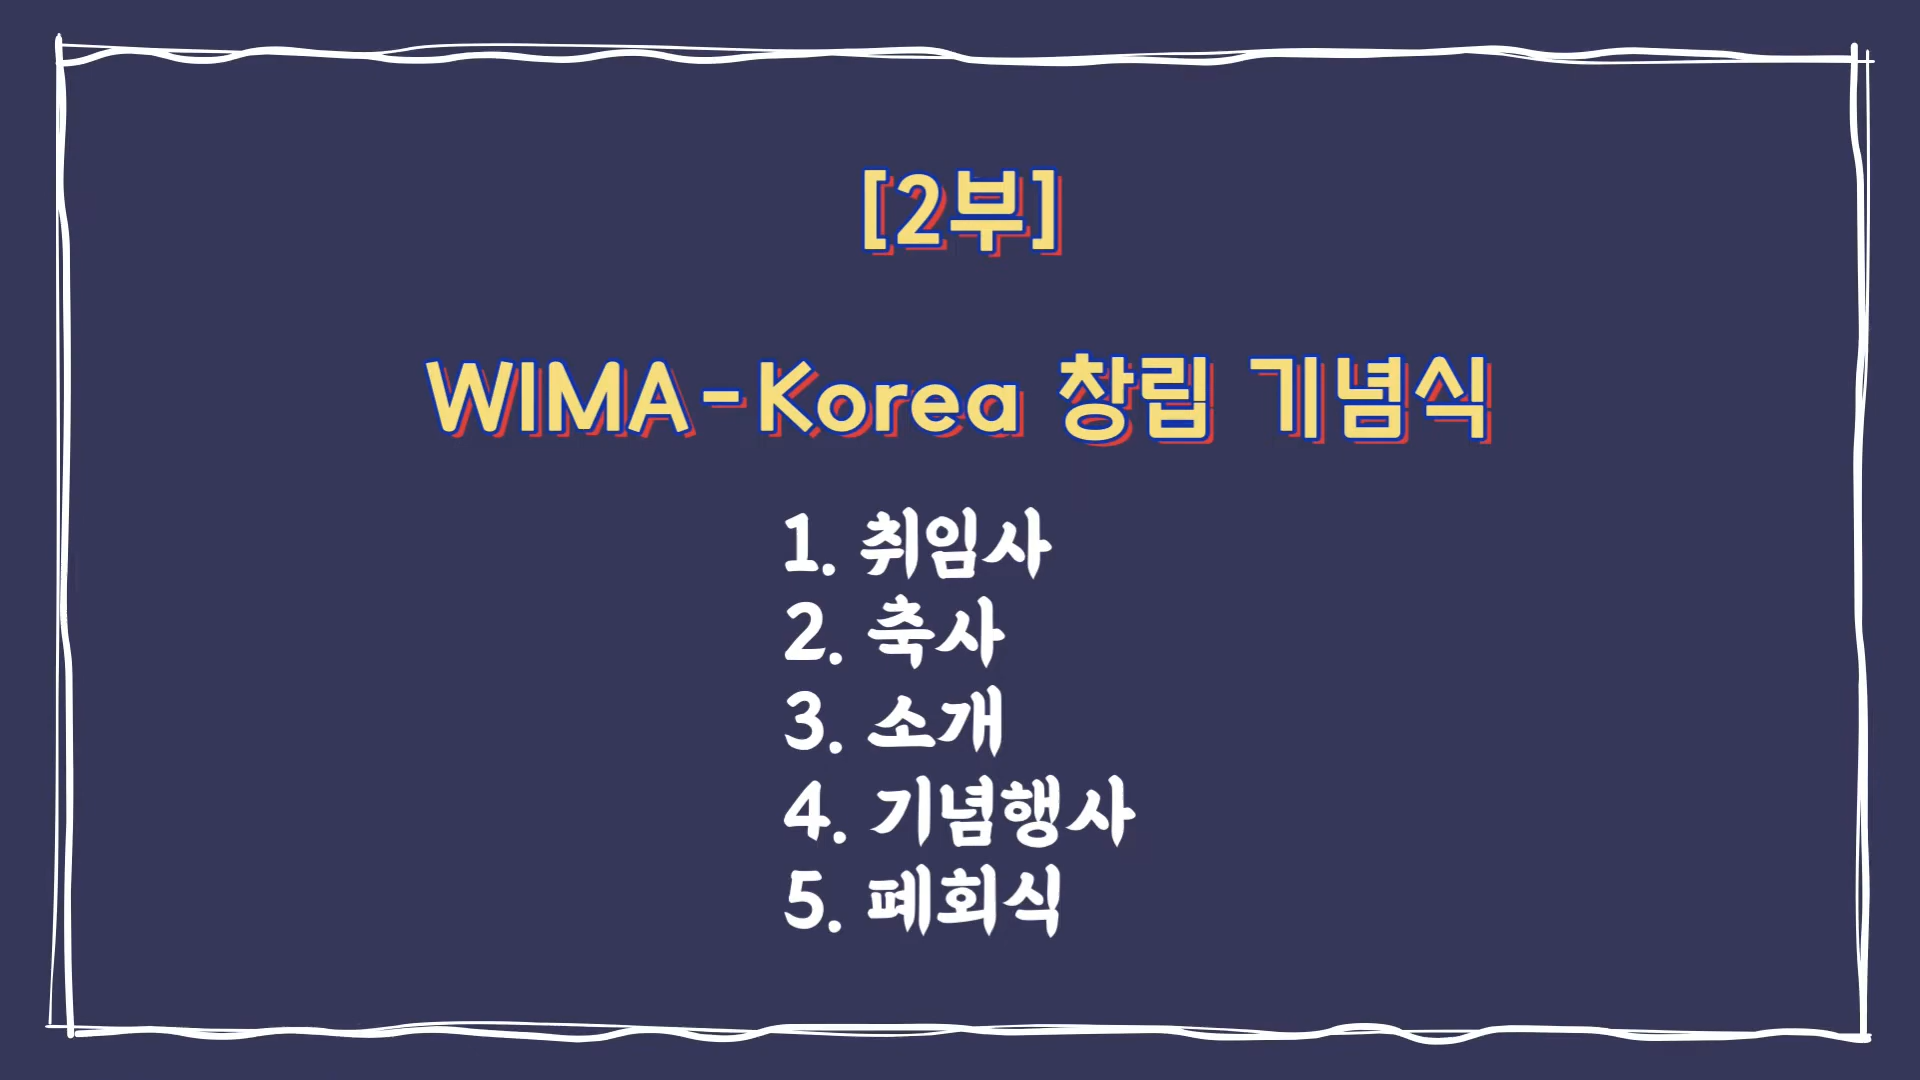 [2부]
WIMA-Korea 창립 기념식
1. 취임사
2. 축사
3. 소개
4. 기념행사
5. 폐회식